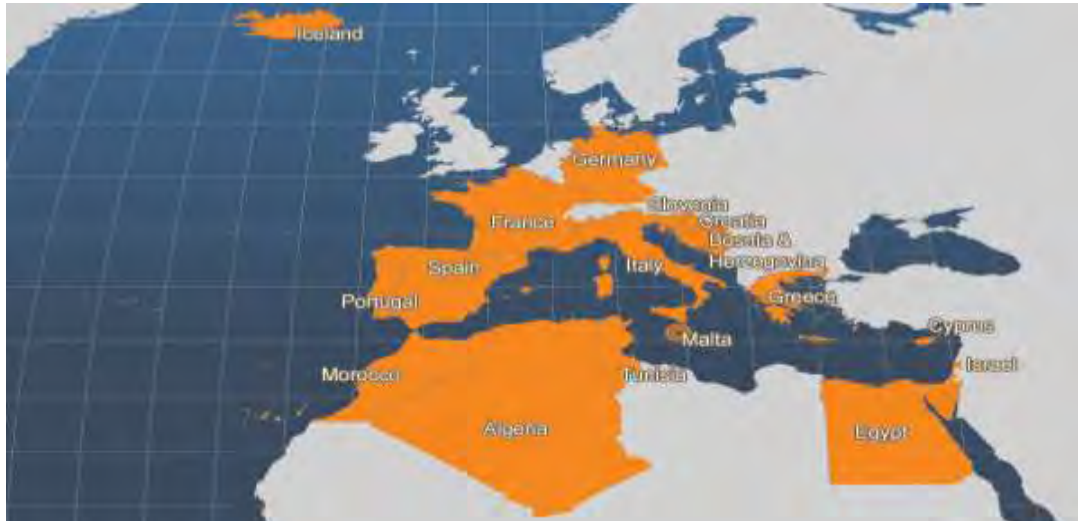 Iceland
Germany
Slovenia
Croatia
France
Bosnia &
Herzegovina
Spain
Italy
Portugal
Greece
Cyprus
Malta
Israel
Morocco
Tunisia
Algeria
Egypt